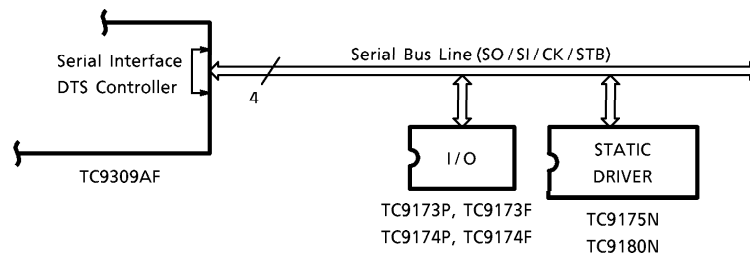 Serial Interface
DTS Controller
TC9309AF
Serial Bus Line (SO/SI/CK/STB)
4
I/O
TC9173P, TC9173F
TC9174P, TC9174F
STATIC
DRIVER
TC9175N
TC9180N